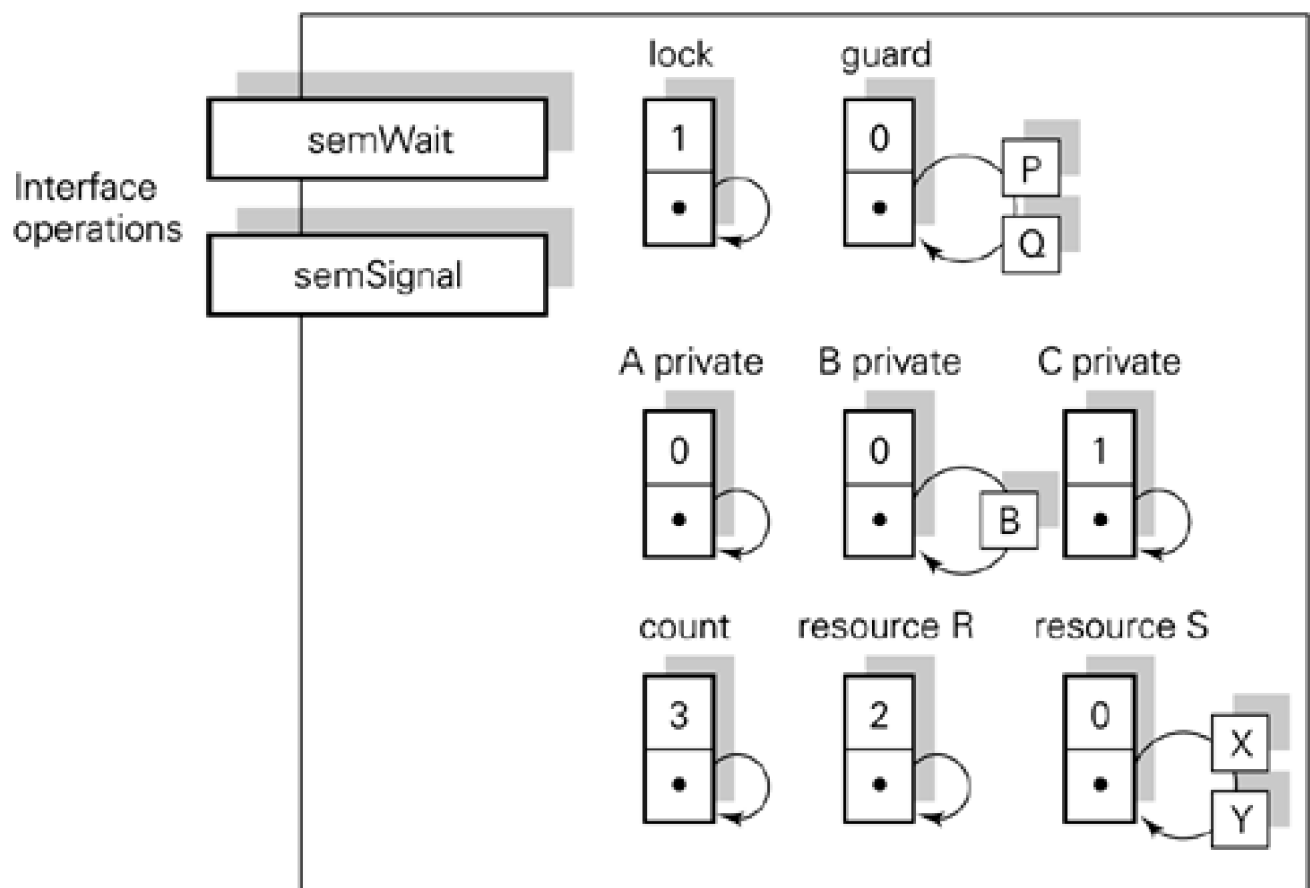 lock guard
semWait
1 0
P
Interface
operations
Q
semSignal
A private B private C private
0 0 1
B
count resource R resource S
3 2 0
X
Y